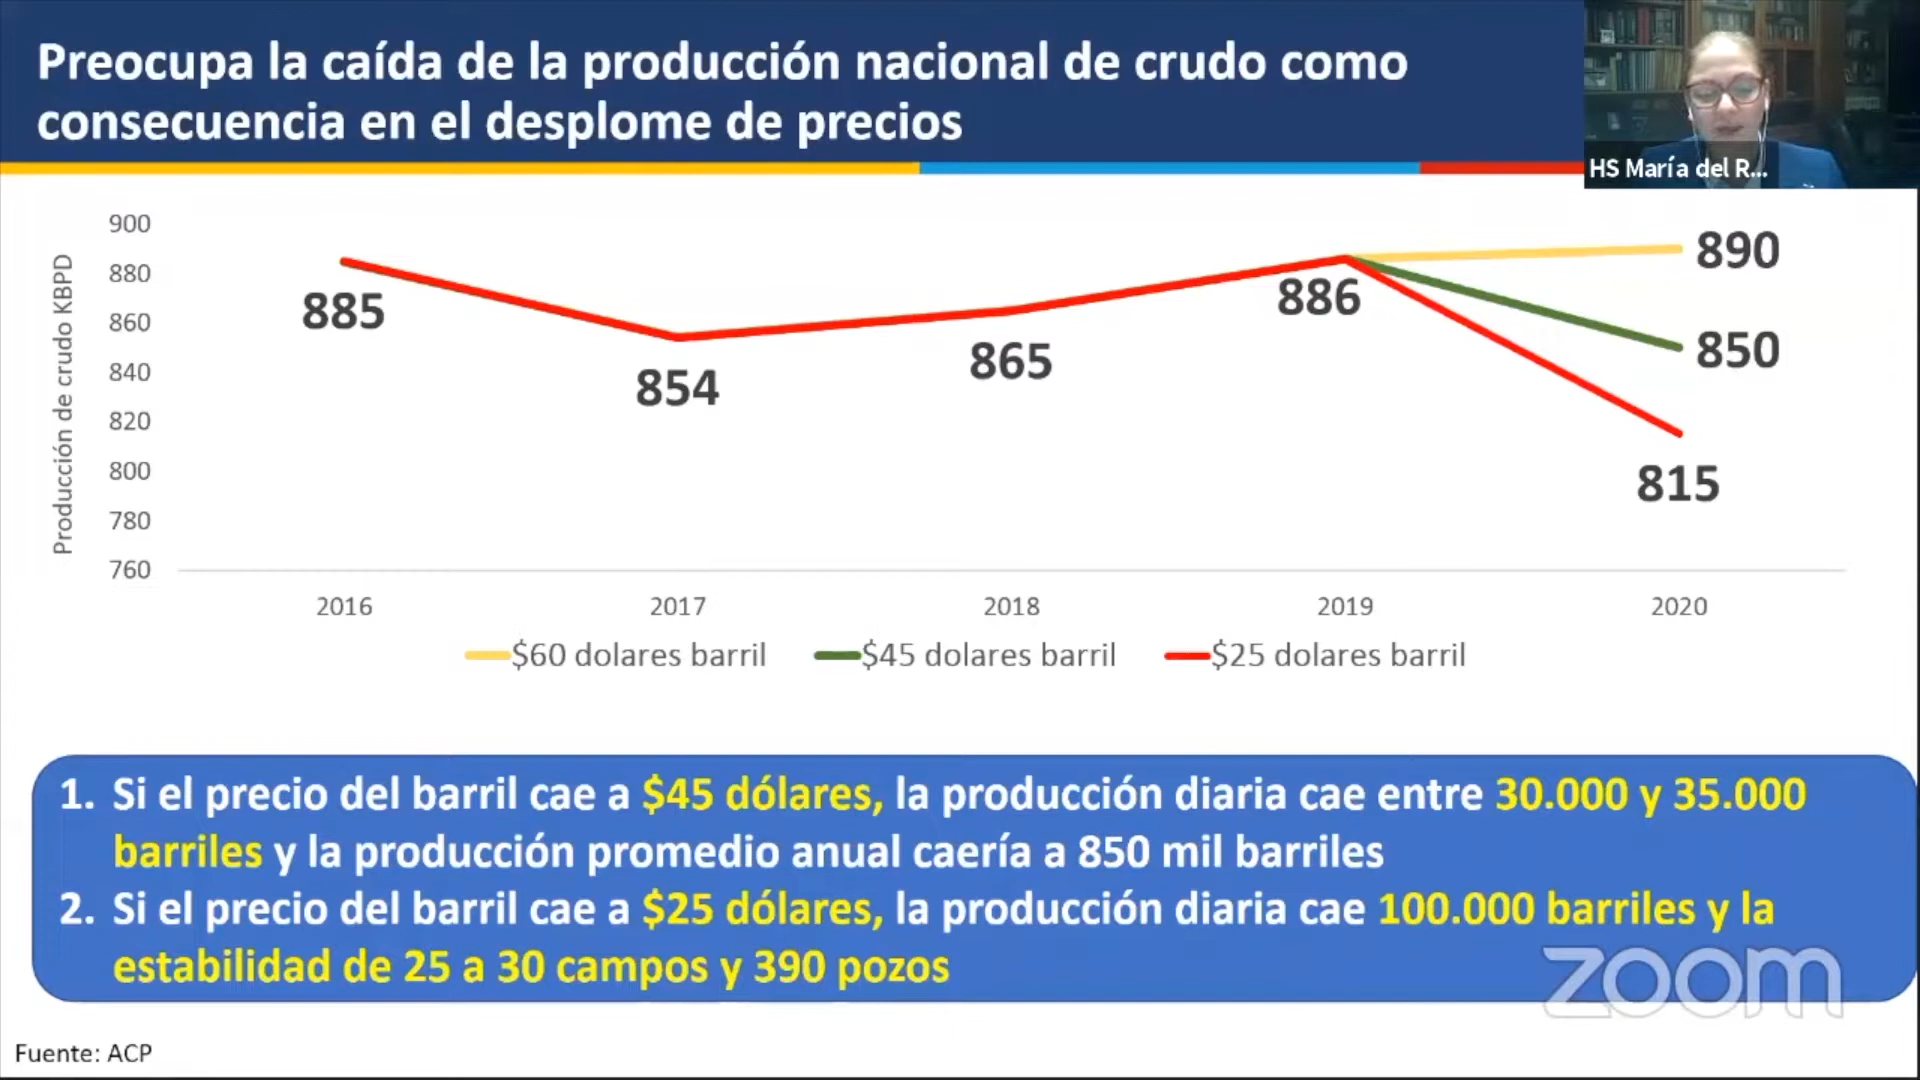 Preocupa la caída de la producción nacional de crudo como
consecuencia en el desplome de precios
HS María del R...
Producción de crudo KBPD
900
880
860
840
820
800
780
760
885
854
865
886
890
850
815
2016
2017
2018
2019
2020
$60 dolares barril
$45 dolares barril
$25 dolares barril
1. Si el precio del barril cae a $45 dólares, la producción diaria cae entre 30.000 y 35.000
barriles y la producción promedio anual caería a 850 mil barriles
2. Si el precio del barril cae a $25 dólares, la producción diaria cae 100.000 barriles y la
estabilidad de 25 a 30 campos y 390 pozos
zoom
Fuente: ACP